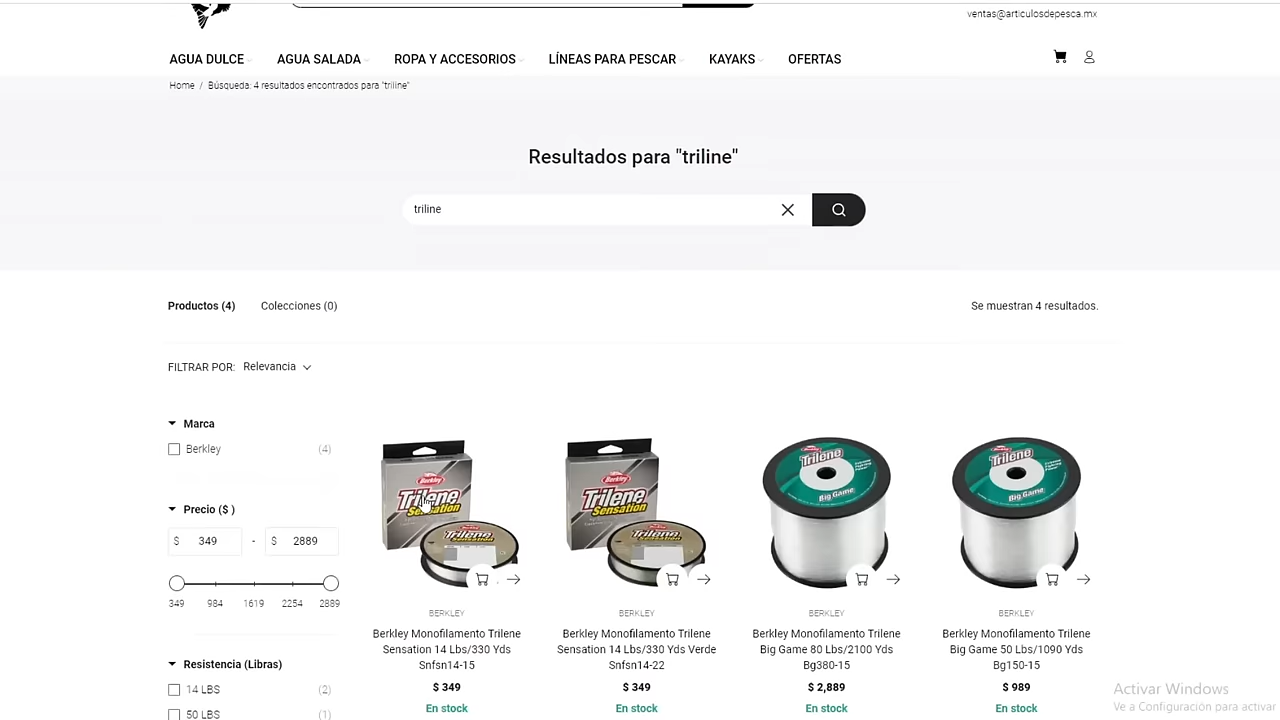 ventas@articulosdepesca.mx
AGUA DULCE AGUA SALADA ROPA Y ACCESORIOS LÍNEAS PARA PESCAR KAYAKS OFERTAS
Home / Búsqueda: 4 resultados encontrados para "triline"
Resultados para "triline"
triline
Productos (4) Colecciones (0) Se muestran 4 resultados.
FILTRAR POR: Relevancia
Marca
Berkley (4)
Precio ($ )
$ 349 - $ 2889
349 984 1619 2254 2889
Resistencia (Libras)
14 LBS (2)
50 LBS (1)
Berkley
Trilene
Sensation
Trilene
Sensation
BERKLEY
Berkley Monofilamento Trilene
Sensation 14 Lbs/330 Yds
Snfsn14-15
$ 349
En stock
Berkley
Trilene
Sensation
Trilene
Sensation
BERKLEY
Berkley Monofilamento Trilene
Sensation 14 Lbs/330 Yds Verde
Snfsn14-22
$ 349
En stock
Berkley
Trilene
Big Game
BERKLEY
Berkley Monofilamento Trilene
Big Game 80 Lbs/2100 Yds
Bg380-15
$ 2,889
En stock
Berkley
Trilene
Big Game
BERKLEY
Berkley Monofilamento Trilene
Big Game 50 Lbs/1090 Yds
Bg150-15
$ 989
En stock
Activar Windows
Ve a Configuración para activar